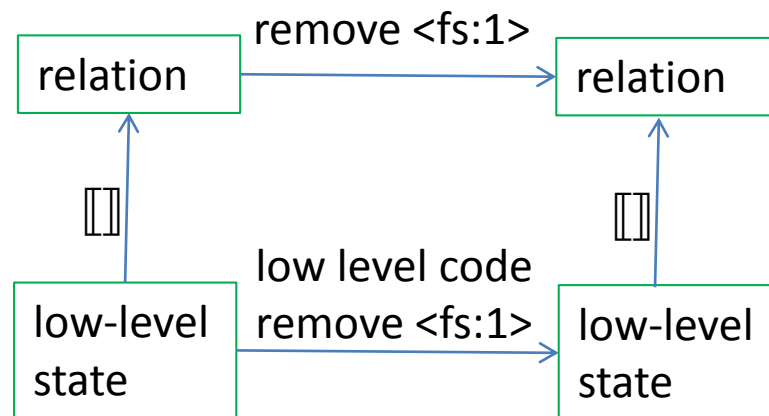 remove <fs:1>
relation
relation
⟦⟧
⟦⟧
low level code
remove <fs:1>
low-level
state
low-level
state